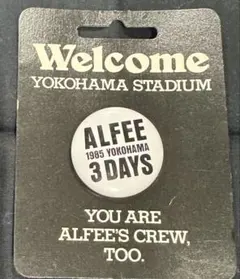 Welcome
YOKOHAMA STADIUM
ALFEE
1985 YOKOHAMA
3 DAYS
YOU ARE
ALFEE'S CREW,
TOO.